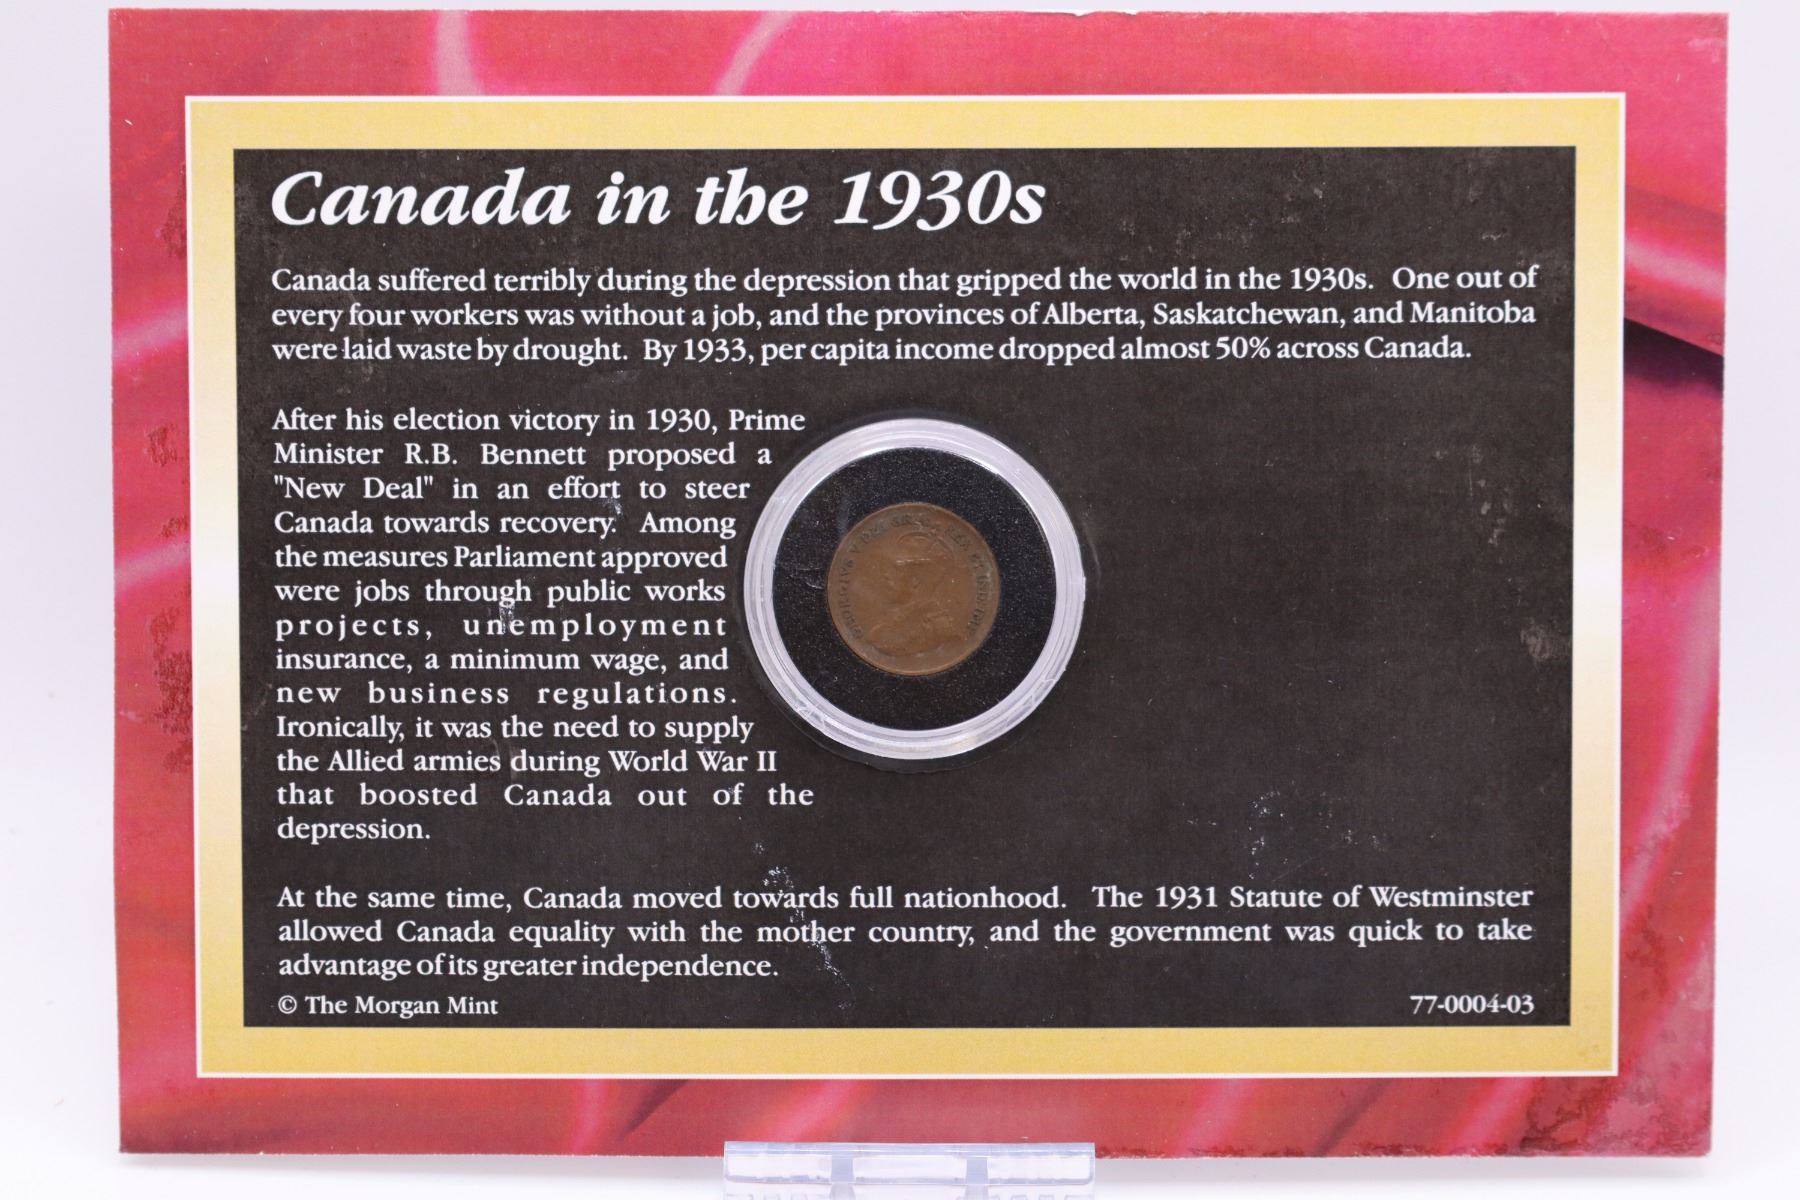 Canada in the 1930s
Canada suffered terribly during the depression that gripped the world in the 1930s. One out of
every four workers was without a job, and the provinces of Alberta, Saskatchewan, and Manitoba
were laid waste by drought. By 1933, per capita income dropped almost 50% across Canada.
After his election victory in 1930, Prime
Minister R.B. Bennett proposed a
"New Deal" in an effort to steer
Canada towards recovery. Among
the measures Parliament approved
were jobs through public works
projects, unemployment
insurance, a minimum wage, and
new business regulations.
Ironically, it was the need to supply
the Allied armies during World War II
that boosted Canada out of the
depression.
GEORGIVS V DEI GRA: REX ET IND:IMP:
At the same time, Canada moved towards full nationhood. The 1931 Statute of Westminster
allowed Canada equality with the mother country, and the government was quick to take
advantage of its greater independence.
© The Morgan Mint
77-0004-03